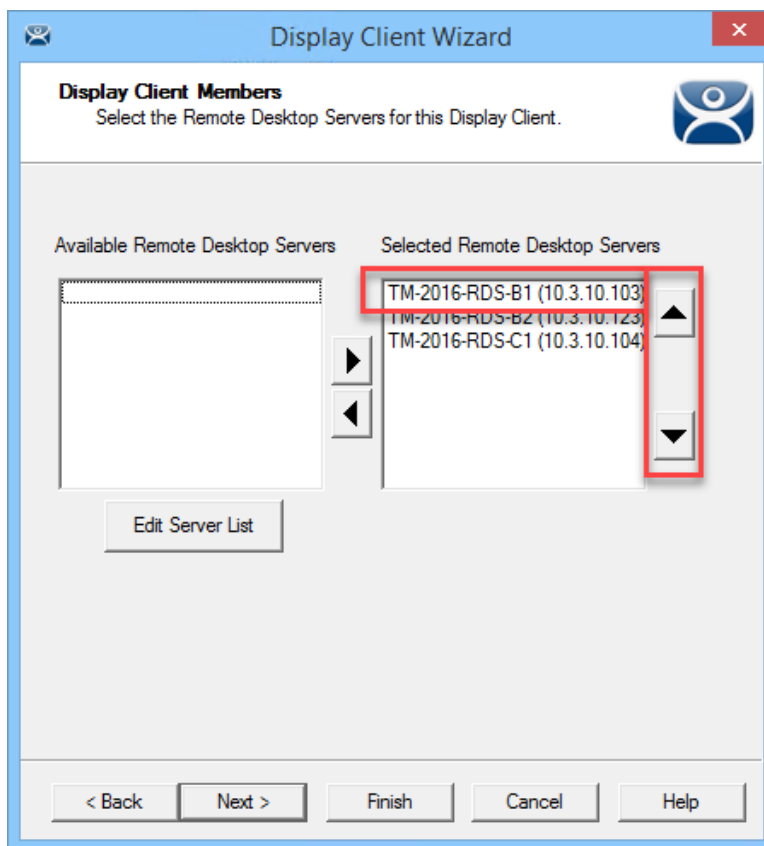 Display Client Wizard
Display Client Members
Select the Remote Desktop Servers for this Display Client.
Available Remote Desktop Servers
Selected Remote Desktop Servers
TM-2016-RDS-B1 (10.3.10.103)
TM-2016-RDS-B2 (10.3.10.123)
TM-2016-RDS-C1 (10.3.10.104)
Edit Server List
< Back
Next >
Finish
Cancel
Help